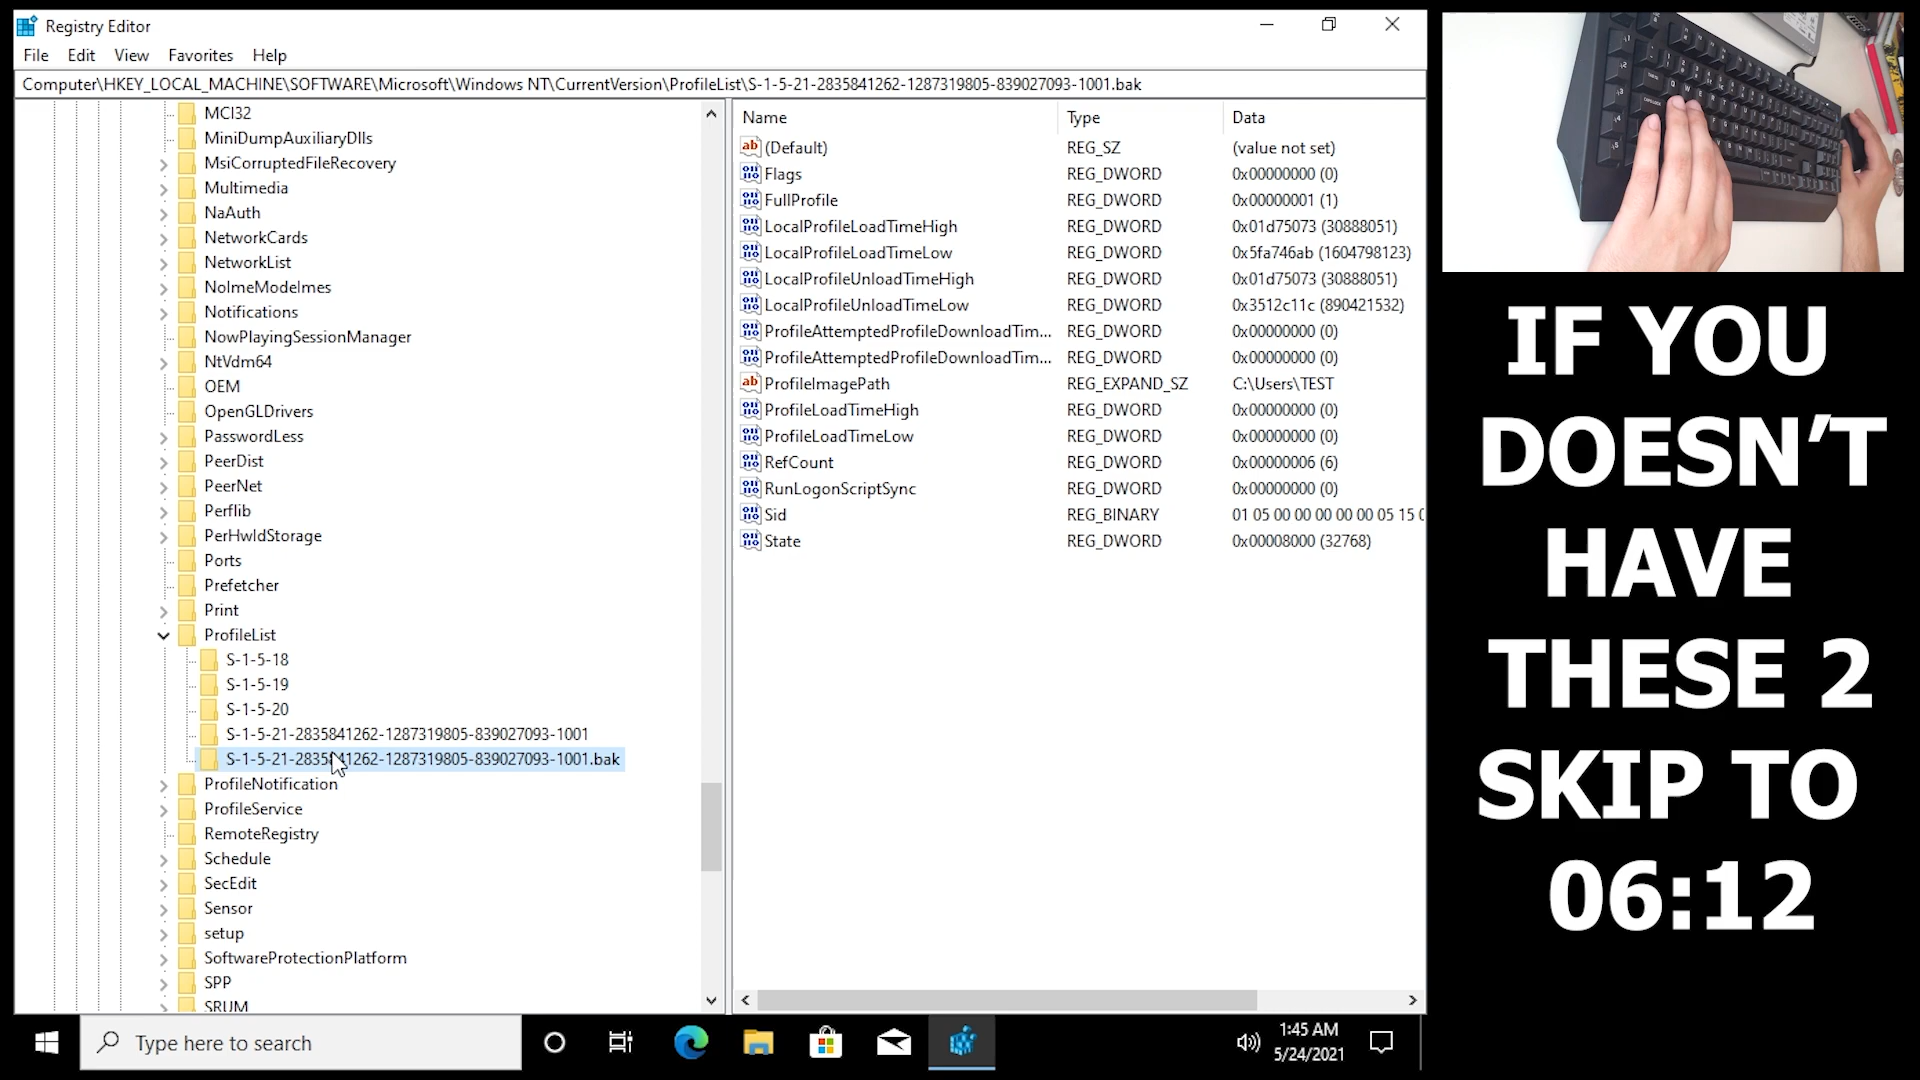 Registry Editor
File Edit View Favorites Help
Computer\HKEY_LOCAL_MACHINE\SOFTWARE\Microsoft\Windows NT\CurrentVersion\ProfileList\S-1-5-21-2835841262-1287319805-839027093-1001.bak
MCI32
MiniDumpAuxiliaryDlls
MsiCorruptedFileRecovery
Multimedia
NaAuth
NetworkCards
NetworkList
NoImeModeImes
Notifications
NowPlayingSessionManager
NtVdm64
OEM
OpenGLDrivers
PasswordLess
PeerDist
PeerNet
Perflib
PerHwIdStorage
Ports
Prefetcher
Print
ProfileList
S-1-5-18
S-1-5-19
S-1-5-20
S-1-5-21-2835841262-1287319805-839027093-1001
S-1-5-21-2835841262-1287319805-839027093-1001.bak
ProfileNotification
ProfileService
RemoteRegistry
Schedule
SecEdit
Sensor
setup
SoftwareProtectionPlatform
SPP
SRUM
Name Type Data
(Default) REG_SZ (value not set)
Flags REG_DWORD 0x00000000 (0)
FullProfile REG_DWORD 0x00000001 (1)
LocalProfileLoadTimeHigh REG_DWORD 0x01d75073 (30888051)
LocalProfileLoadTimeLow REG_DWORD 0x5fa746ab (1604798123)
LocalProfileUnloadTimeHigh REG_DWORD 0x01d75073 (30888051)
LocalProfileUnloadTimeLow REG_DWORD 0x3512c11c (890421532)
ProfileAttemptedProfileDownloadTim... REG_DWORD 0x00000000 (0)
ProfileAttemptedProfileDownloadTim... REG_DWORD 0x00000000 (0)
ProfileImagePath REG_EXPAND_SZ C:\Users\TEST
ProfileLoadTimeHigh REG_DWORD 0x00000000 (0)
ProfileLoadTimeLow REG_DWORD 0x00000000 (0)
RefCount REG_DWORD 0x00000006 (6)
RunLogonScriptSync REG_DWORD 0x00000000 (0)
Sid REG_BINARY 01 05 00 00 00 00 00 05 15 0
State REG_DWORD 0x00008000 (32768)
IF YOU
DOESN'T
HAVE
THESE 2
SKIP TO
06:12
Type here to search
1:45 AM
5/24/2021